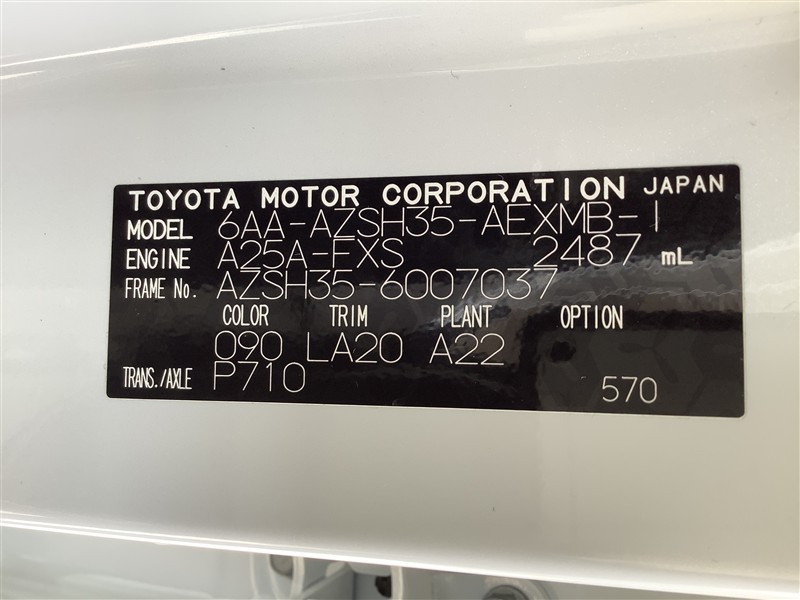 TOYOTA MOTOR CORPORATION JAPAN
MODEL 6AA-AZSH35-AEXMB-I
ENGINE A25A-FXS 2487 mL
FRAME No. AZSH35-6007037
COLOR TRIM PLANT OPTION
090 LA20 A22
TRANS./AXLE P710
570